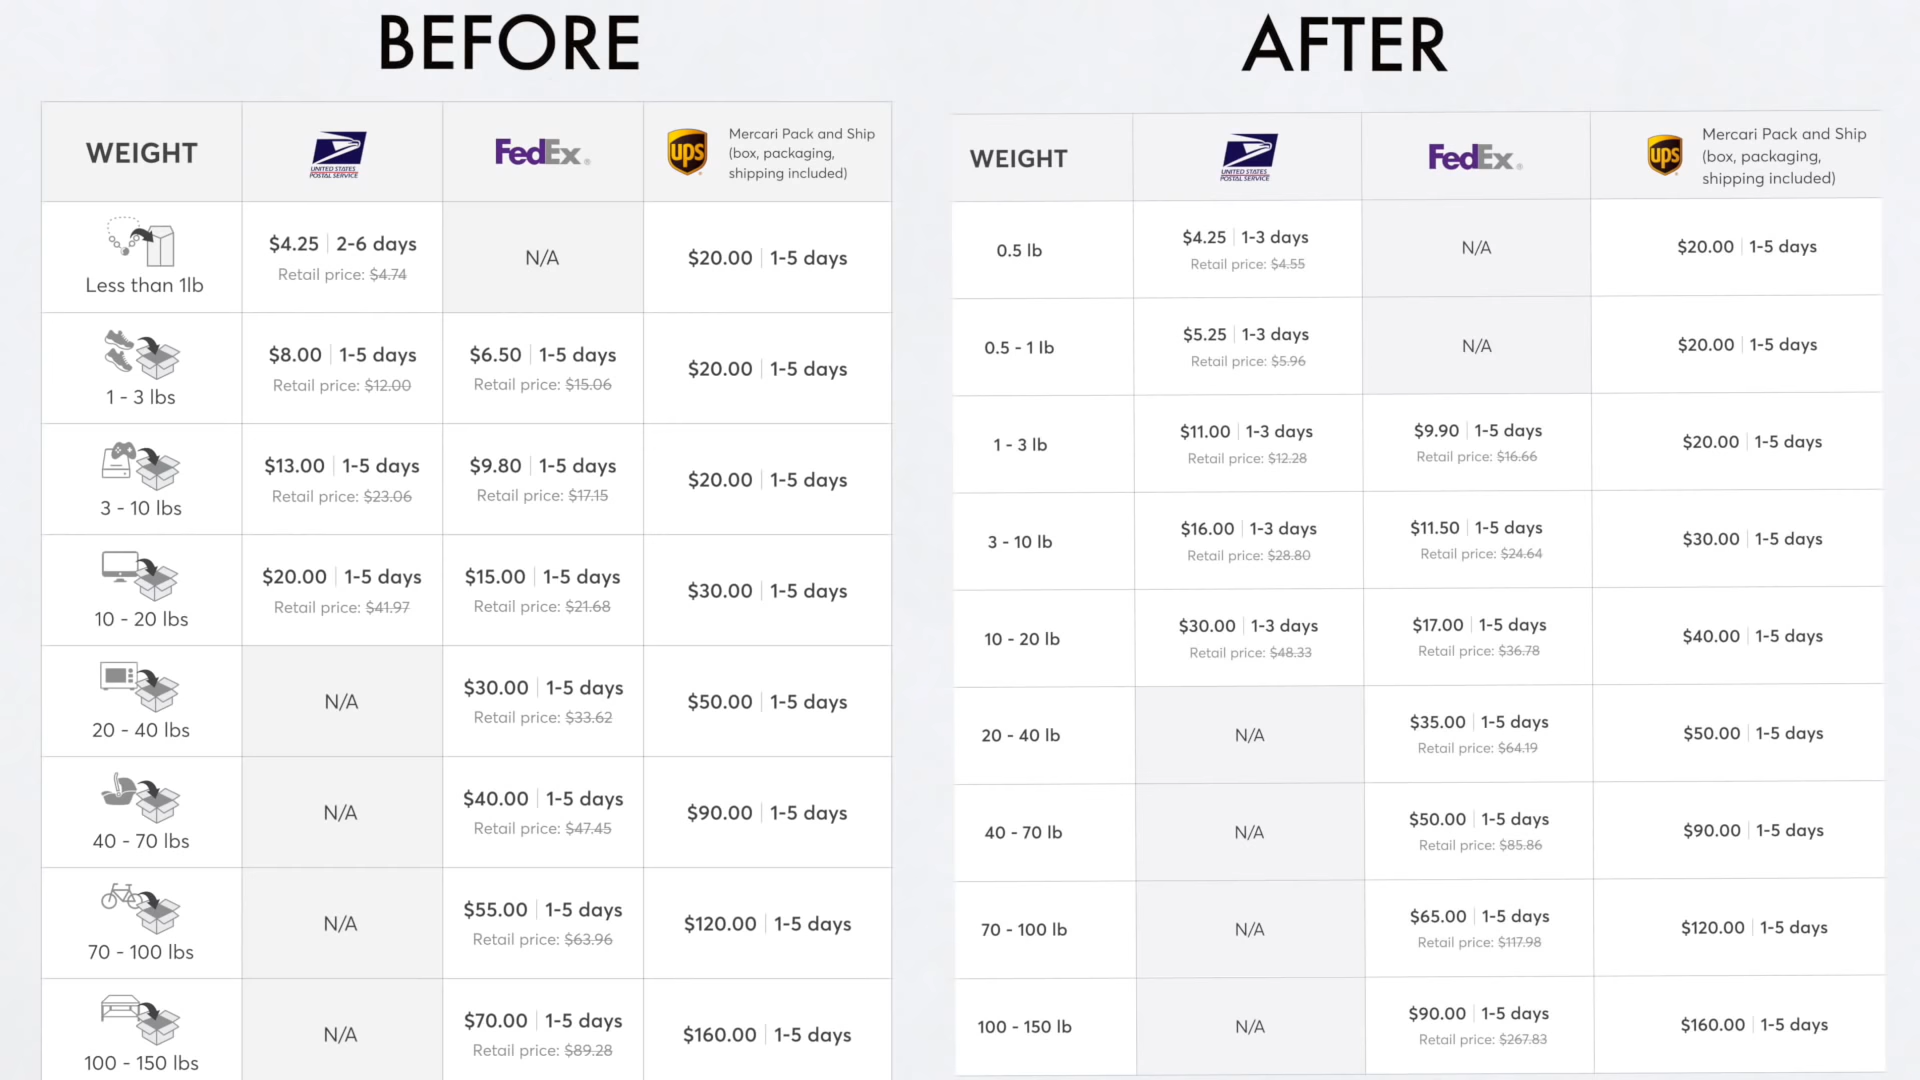 BEFORE
WEIGHT
UNITED STATES
POSTAL SERVICE
FedEx®
ups
Mercari Pack and Ship
(box, packaging,
shipping included)
Less than 1lb
$4.25 | 2-6 days
Retail price: $4.74
N/A
$20.00 | 1-5 days
1 - 3 lbs
$8.00 | 1-5 days
Retail price: $12.00
$6.50 | 1-5 days
Retail price: $15.06
$20.00 | 1-5 days
3 - 10 lbs
$13.00 | 1-5 days
Retail price: $23.06
$9.80 | 1-5 days
Retail price: $17.15
$20.00 | 1-5 days
10 - 20 lbs
$20.00 | 1-5 days
Retail price: $41.97
$15.00 | 1-5 days
Retail price: $21.68
$30.00 | 1-5 days
20 - 40 lbs
N/A
$30.00 | 1-5 days
Retail price: $33.62
$50.00 | 1-5 days
40 - 70 lbs
N/A
$40.00 | 1-5 days
Retail price: $47.45
$90.00 | 1-5 days
70 - 100 lbs
N/A
$55.00 | 1-5 days
Retail price: $63.96
$120.00 | 1-5 days
100 - 150 lbs
N/A
$70.00 | 1-5 days
Retail price: $89.28
$160.00 | 1-5 days
AFTER
WEIGHT
UNITED STATES
POSTAL SERVICE
FedEx®
ups
Mercari Pack and Ship
(box, packaging,
shipping included)
0.5 lb
$4.25 | 1-3 days
Retail price: $4.55
N/A
$20.00 | 1-5 days
0.5 - 1 lb
$5.25 | 1-3 days
Retail price: $5.96
N/A
$20.00 | 1-5 days
1 - 3 lb
$11.00 | 1-3 days
Retail price: $12.28
$9.90 | 1-5 days
Retail price: $16.66
$20.00 | 1-5 days
3 - 10 lb
$16.00 | 1-3 days
Retail price: $28.80
$11.50 | 1-5 days
Retail price: $24.64
$30.00 | 1-5 days
10 - 20 lb
$30.00 | 1-3 days
Retail price: $48.33
$17.00 | 1-5 days
Retail price: $36.78
$40.00 | 1-5 days
20 - 40 lb
N/A
$35.00 | 1-5 days
Retail price: $64.19
$50.00 | 1-5 days
40 - 70 lb
N/A
$50.00 | 1-5 days
Retail price: $85.86
$90.00 | 1-5 days
70 - 100 lb
N/A
$65.00 | 1-5 days
Retail price: $117.98
$120.00 | 1-5 days
100 - 150 lb
N/A
$90.00 | 1-5 days
Retail price: $267.83
$160.00 | 1-5 days